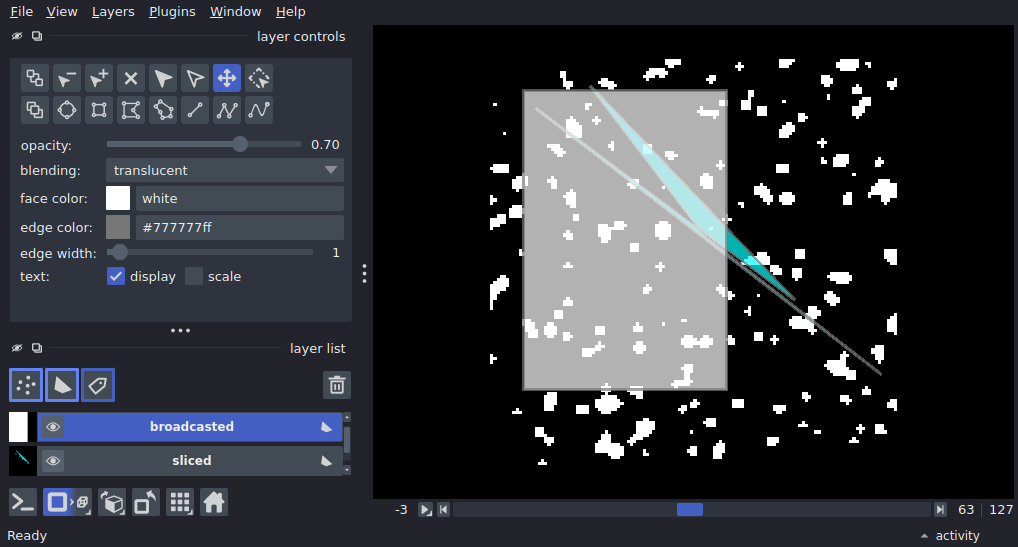 File View Layers Plugins Window Help
layer controls
opacity: 0.70
blending: translucent
face color: white
edge color: #777777ff
edge width: 1
text: display scale
layer list
broadcasted
sliced
-3 63 127
Ready activity